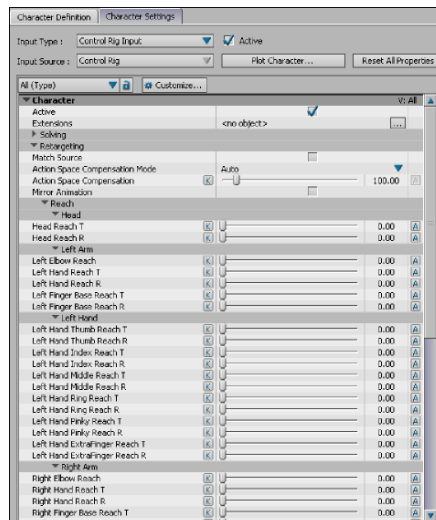 Character Definition Character Settings
Input Type : Control Rig Input Active
Input Source : Control Rig Plot Character... Reset All Properties
All (Type) Customize...
Character V: All
Active
Extensions <no object> ...
Solving
Retargeting
Match Source
Action Space Compensation Mode Auto
Action Space Compensation K 100.00 A
Mirror Animation
Reach
Head
Head Reach T K 0.00 A
Head Reach R K 0.00 A
Left Arm
Left Elbow Reach K 0.00 A
Left Hand Reach T K 0.00 A
Left Hand Reach R K 0.00 A
Left Finger Base Reach T K 0.00 A
Left Finger Base Reach R K 0.00 A
Left Hand
Left Hand Thumb Reach T K 0.00 A
Left Hand Thumb Reach R K 0.00 A
Left Hand Index Reach T K 0.00 A
Left Hand Index Reach R K 0.00 A
Left Hand Middle Reach T K 0.00 A
Left Hand Middle Reach R K 0.00 A
Left Hand Ring Reach T K 0.00 A
Left Hand Ring Reach R K 0.00 A
Left Hand Pinky Reach T K 0.00 A
Left Hand Pinky Reach R K 0.00 A
Left Hand ExtraFinger Reach T K 0.00 A
Left Hand ExtraFinger Reach R K 0.00 A
Right Arm
Right Elbow Reach K 0.00 A
Right Hand Reach T K 0.00 A
Right Hand Reach R K 0.00 A
Right Finger Base Reach T K 0.00 A